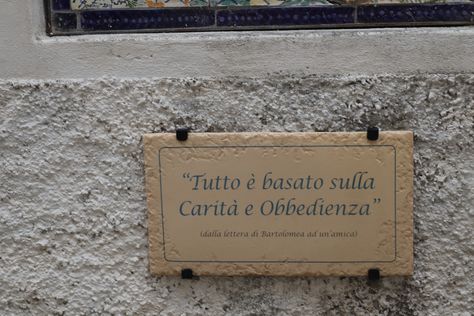 “Tutto è basato sulla
Carità e Obbedienza”
(dalla lettera di Bartolomea ad un'amica)